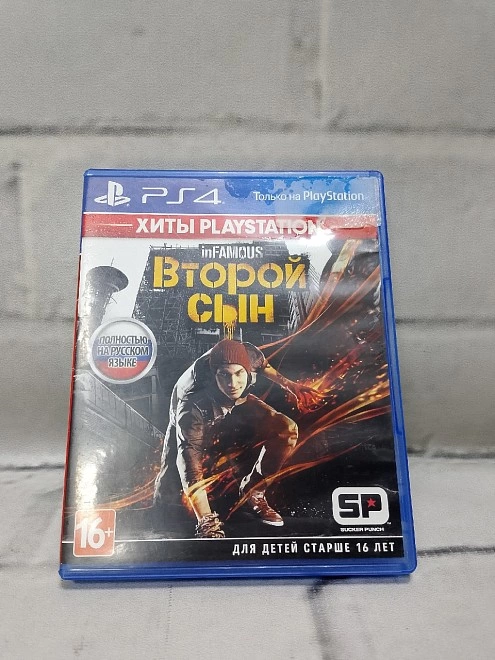 PS4
Только на PlayStation
ХИТЫ PLAYSTATION
inFAMOUS
Второй
сын
ПОЛНОСТЬЮ
НА РУССКОМ
ЯЗЫКЕ
SP
SUCKER PUNCH
16+
ДЛЯ ДЕТЕЙ СТАРШЕ 16 ЛЕТ